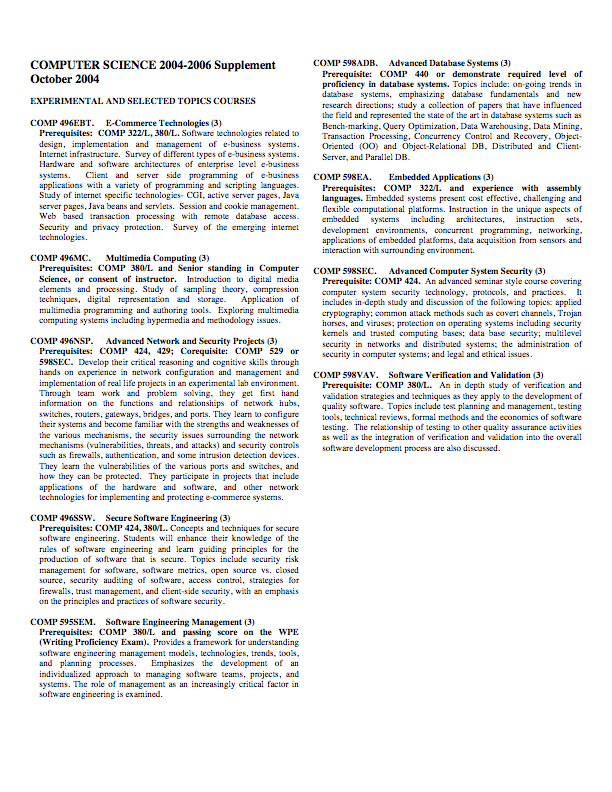 COMPUTER SCIENCE 2004-2006 Supplement
October 2004
EXPERIMENTAL AND SELECTED TOPICS COURSES
COMP 496EBT. E-Commerce Technologies (3)
Prerequisites: COMP 322/L, 380/L. Software technologies related to
design, implementation and management of e-business systems.
Internet infrastructure. Survey of different types of e-business systems.
Hardware and software architectures of enterprise level e-business
systems. Client and server side programming of e-business
applications with a variety of programming and scripting languages.
Study of internet specific technologies- CGI, active server pages, Java
server pages, Java beans and servlets. Session and cookie management.
Web based transaction processing with remote database access.
Security and privacy protection. Survey of the emerging internet
technologies.
COMP 496MC. Multimedia Computing (3)
Prerequisites: COMP 380/L and Senior standing in Computer
Science, or consent of instructor. Introduction to digital media
elements and processing. Study of sampling theory, compression
techniques, digital representation and storage. Application of
multimedia programming and authoring tools. Exploring multimedia
computing systems including hypermedia and methodology issues.
COMP 496NSP. Advanced Network and Security Projects (3)
Prerequisites: COMP 424, 429; Corequisite: COMP 529 or
598SEC. Develop their critical reasoning and cognitive skills through
hands on experience in network configuration and management and
implementation of real life projects in an experimental lab environment.
Through team work and problem solving, they get first hand
information on the functions and relationships of network hubs,
switches, routers, gateways, bridges, and ports. They learn to configure
their systems and become familiar with the strengths and weaknesses of
the various mechanisms, the security issues surrounding the network
mechanisms (vulnerabilities, threats, and attacks) and security controls
such as firewalls, authentication, and some intrusion detection devices.
They learn the vulnerabilities of the various ports and switches, and
how they can be protected. They participate in projects that include
applications of the hardware and software, and other network
technologies for implementing and protecting e-commerce systems.
COMP 496SSW. Secure Software Engineering (3)
Prerequisites: COMP 424, 380/L. Concepts and techniques for secure
software engineering. Students will enhance their knowledge of the
rules of software engineering and learn guiding principles for the
production of software that is secure. Topics include security risk
management for software, software metrics, open source vs. closed
source, security auditing of software, access control, strategies for
firewalls, trust management, and client-side security, with an emphasis
on the principles and practices of software security.
COMP 595SEM. Software Engineering Management (3)
Prerequisites: COMP 380/L and passing score on the WPE
(Writing Proficiency Exam). Provides a framework for understanding
software engineering management models, technologies, trends, tools,
and planning processes. Emphasizes the development of an
individualized approach to managing software teams, projects, and
systems. The role of management as an increasingly critical factor in
software engineering is examined.
COMP 598ADB. Advanced Database Systems (3)
Prerequisite: COMP 440 or demonstrate required level of
proficiency in database systems. Topics include: on-going trends in
database systems, emphasizing database fundamentals and new
research directions; study a collection of papers that have influenced
the field and represented the state of the art in database systems such as
Bench-marking, Query Optimization, Data Warehousing, Data Mining,
Transaction Processing, Concurrency Control and Recovery, Object-
Oriented (OO) and Object-Relational DB, Distributed and Client-
Server, and Parallel DB.
COMP 598EA. Embedded Applications (3)
Prerequisites: COMP 322/L and experience with assembly
languages. Embedded systems present cost effective, challenging and
flexible computational platforms. Instruction in the unique aspects of
embedded systems including architectures, instruction sets,
development environments, concurrent programming, networking,
applications of embedded platforms, data acquisition from sensors and
interaction with surrounding environment.
COMP 598SEC. Advanced Computer System Security (3)
Prerequisite: COMP 424. An advanced seminar style course covering
computer system security technology, protocols, and practices. It
includes in-depth study and discussion of the following topics: applied
cryptography; common attack methods such as covert channels, Trojan
horses, and viruses; protection on operating systems including security
kernels and trusted computing bases; data base security; multilevel
security in networks and distributed systems; the administration of
security in computer systems; and legal and ethical issues.
COMP 598VAV. Software Verification and Validation (3)
Prerequisite: COMP 380/L. An in depth study of verification and
validation strategies and techniques as they apply to the development of
quality software. Topics include test planning and management, testing
tools, technical reviews, formal methods and the economics of software
testing. The relationship of testing to other quality assurance activities
as well as the integration of verification and validation into the overall
software development process are also discussed.